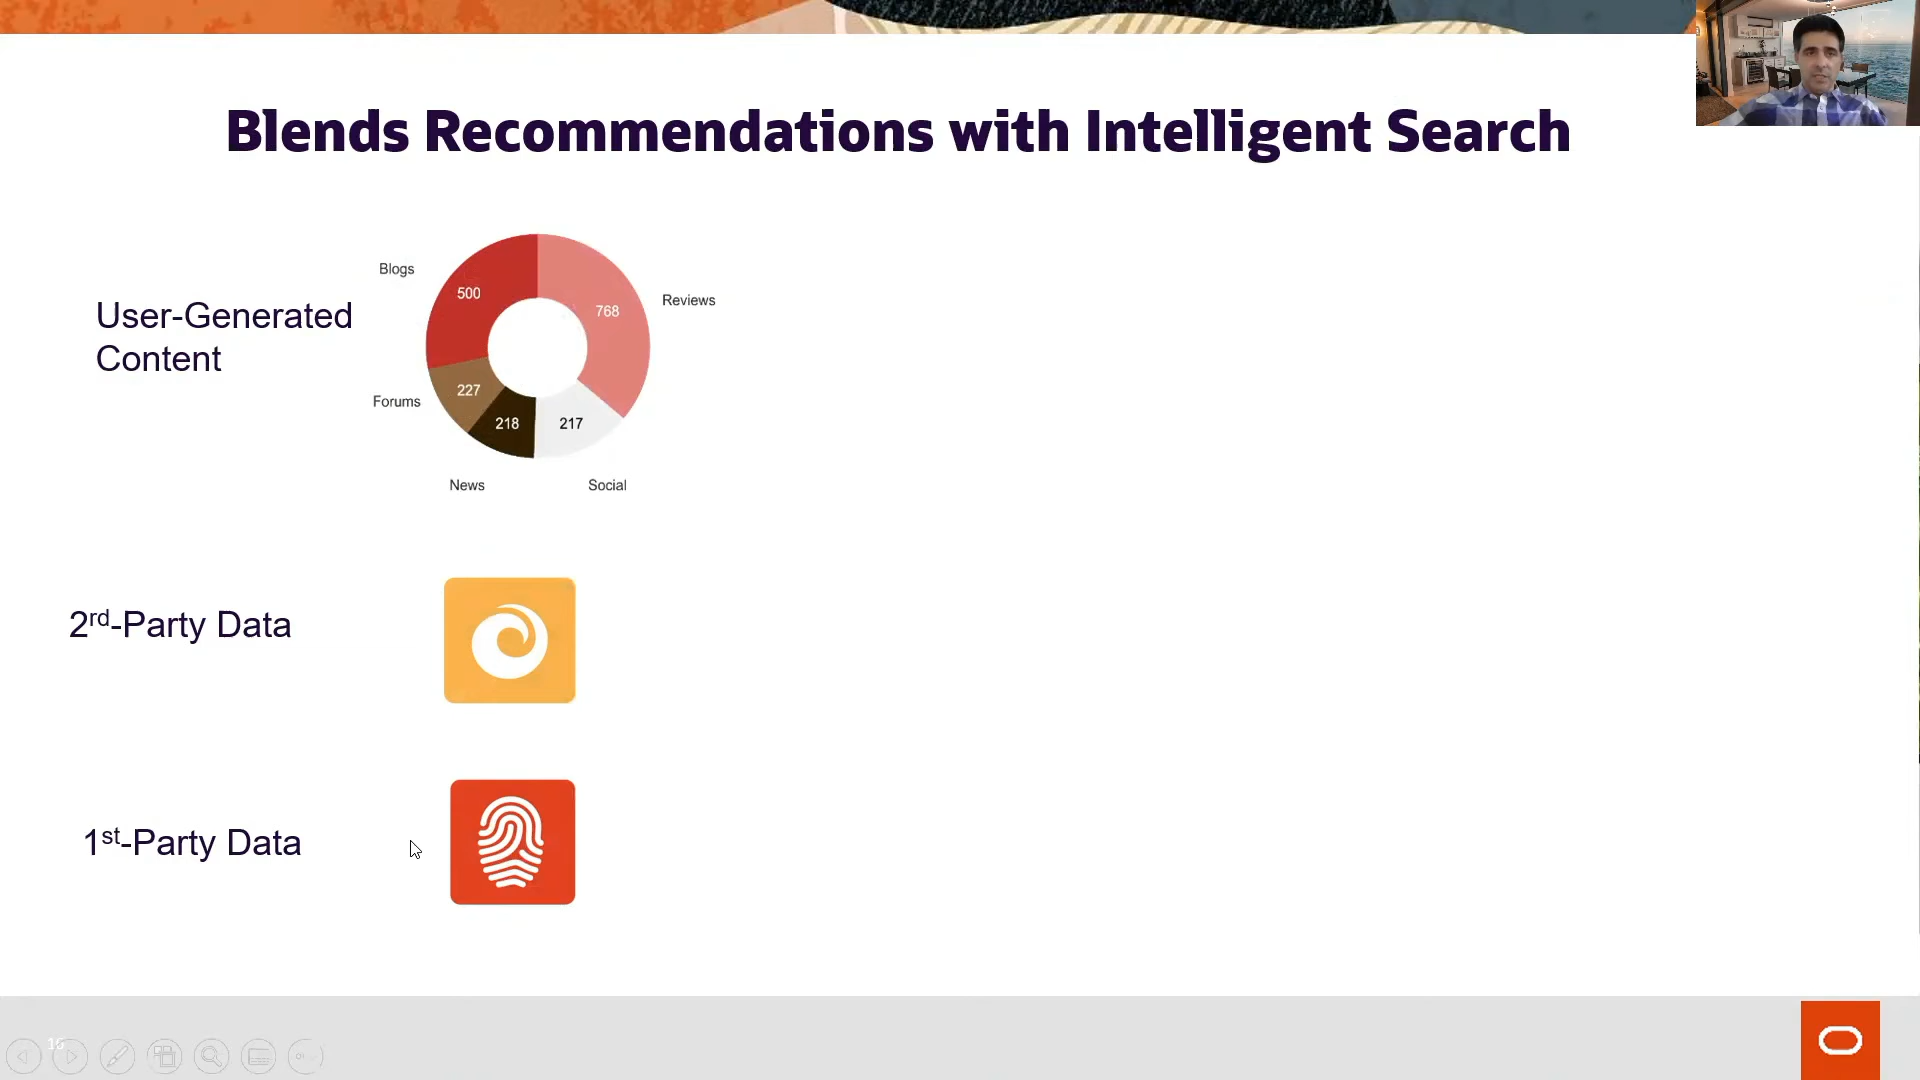 Blends Recommendations with Intelligent Search
Blogs
500
768
Reviews
User-Generated
Content
227
Forums
218
217
News
Social
2rd-Party Data
1st-Party Data
16